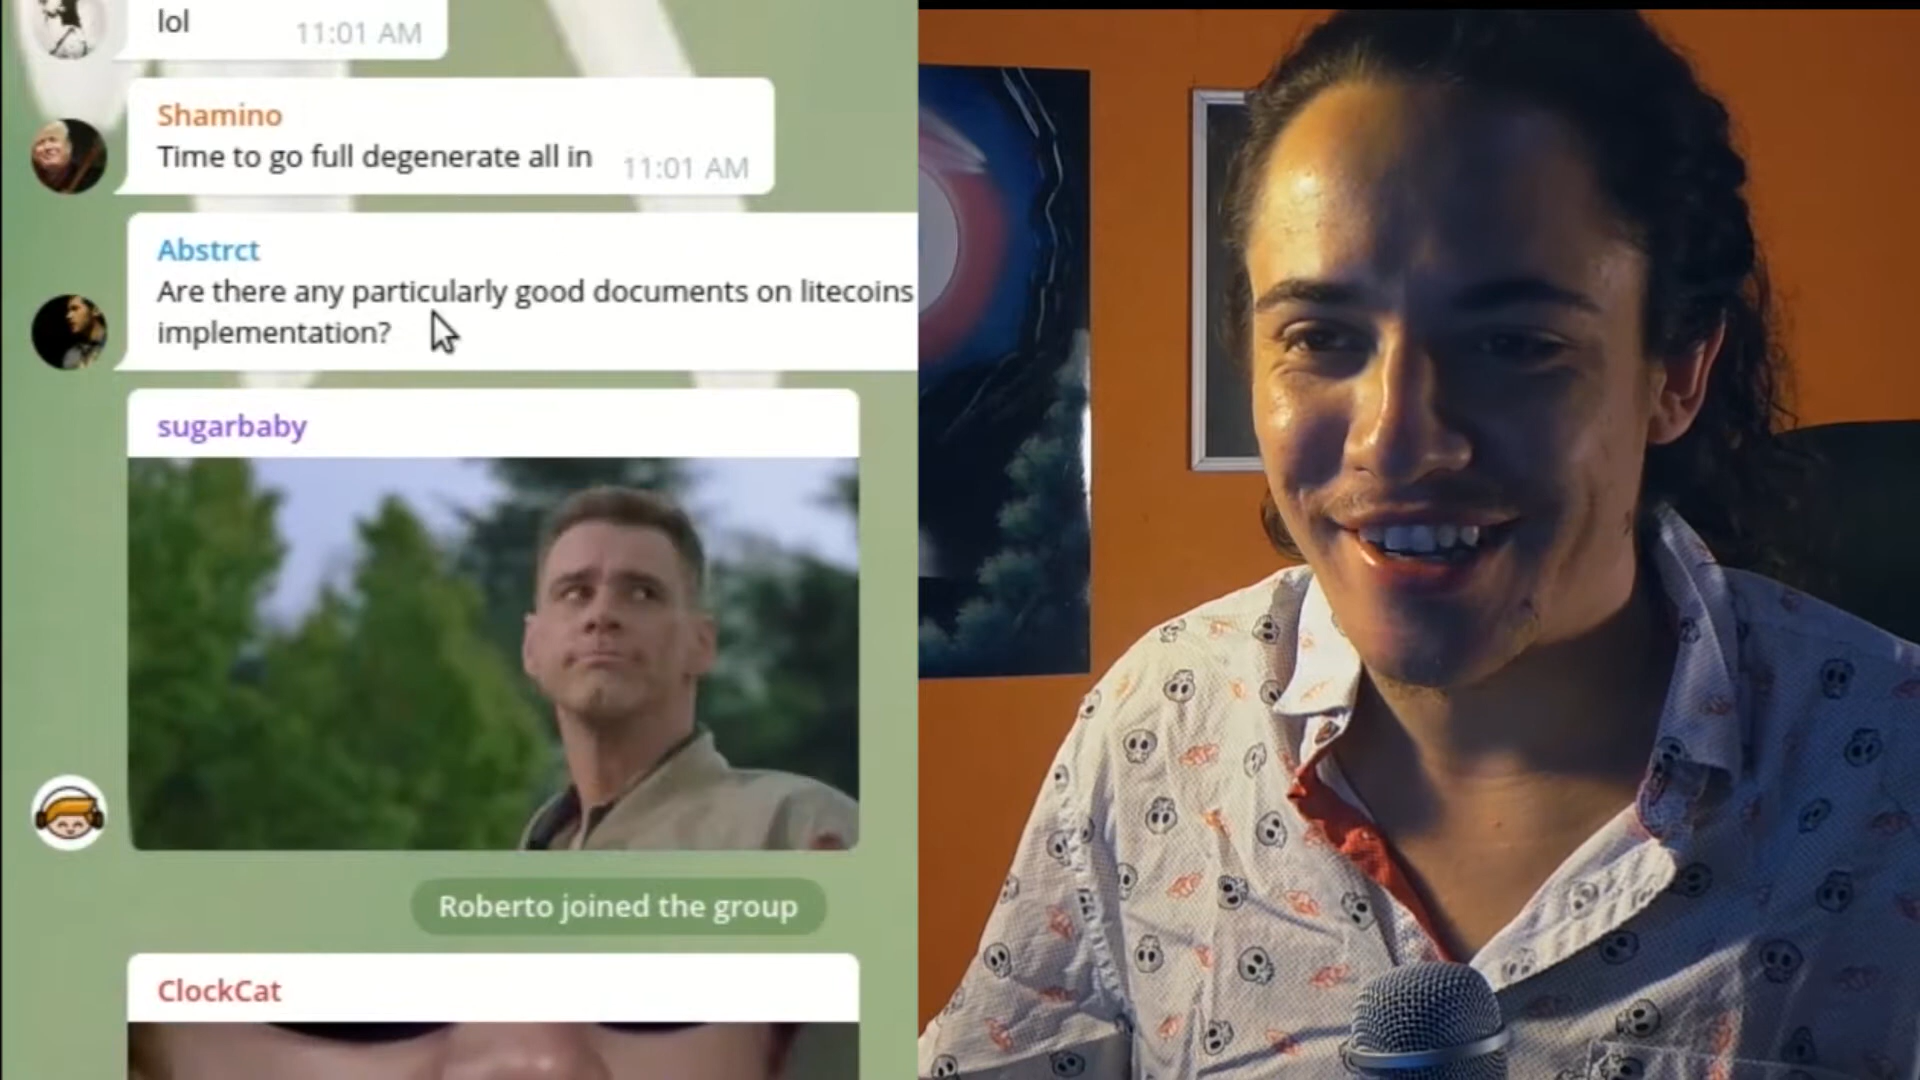 lol
11:01 AM
Shamino
Time to go full degenerate all in
11:01 AM
Abstrct
Are there any particularly good documents on litecoins
implementation?
sugarbaby
Roberto joined the group
ClockCat